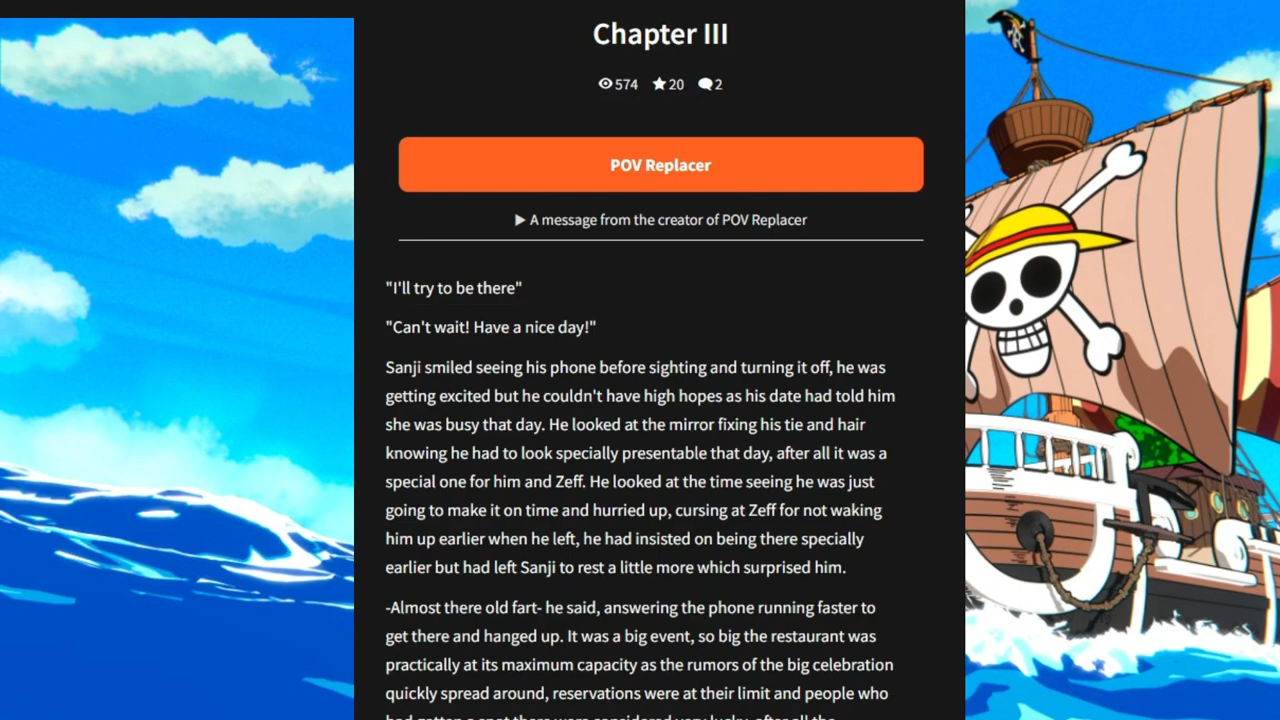 Chapter III
574 20 2
POV Replacer
▶ A message from the creator of POV Replacer
"I'll try to be there"
"Can't wait! Have a nice day!"
Sanji smiled seeing his phone before sighting and turning it off, he was
getting excited but he couldn't have high hopes as his date had told him
she was busy that day. He looked at the mirror fixing his tie and hair
knowing he had to look specially presentable that day, after all it was a
special one for him and Zeff. He looked at the time seeing he was just
going to make it on time and hurried up, cursing at Zeff for not waking
him up earlier when he left, he had insisted on being there specially
earlier but had left Sanji to rest a little more which surprised him.
-Almost there old fart- he said, answering the phone running faster to
get there and hanged up. It was a big event, so big the restaurant was
practically at its maximum capacity as the rumors of the big celebration
quickly spread around, reservations were at their limit and people who